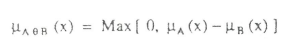 μ_{A θ B} (x) = Max [ 0, μ_A (x) − μ_B (x) ]